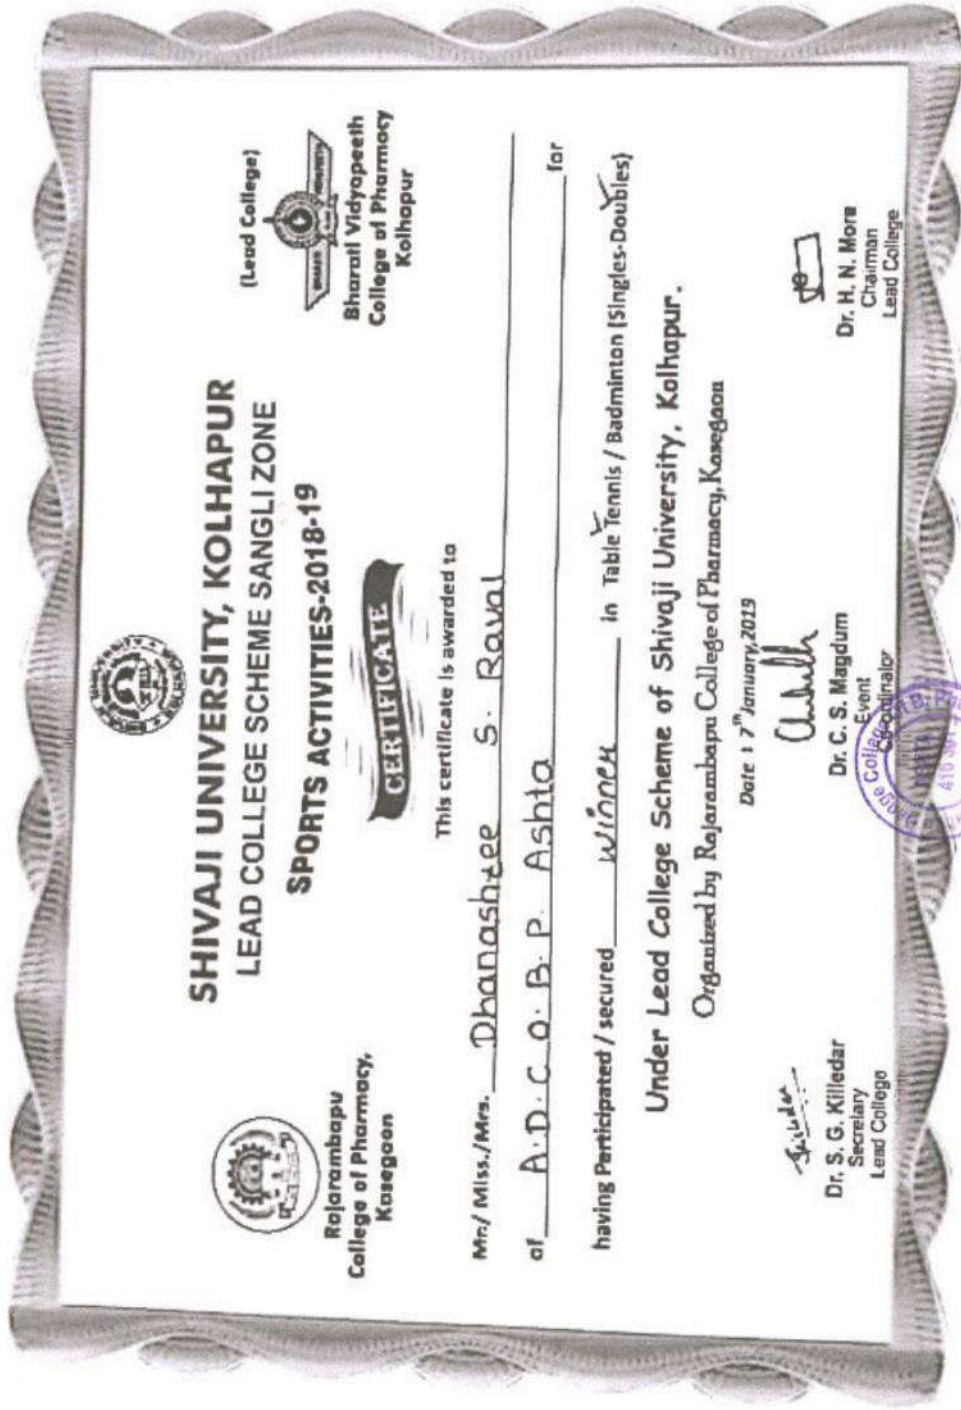 SHIVAJI UNIVERSITY, KOLHAPUR
LEAD COLLEGE SCHEME SANGLI ZONE
SPORTS ACTIVITIES-2018-19
Rajarambapu
College of Pharmacy,
Kasegaon
(Lead College)
Bharati Vidyapeeth
College of Pharmacy
Kolhapur
CERTIFICATE
This certificate is awarded to
Mr./ Miss./Mrs. Dhanashree S. Raval
of A.D.C.O.B.P. Ashta for
having Participated / secured Winner in Table Tennis / Badminton (Singles-Doubles)
Under Lead College Scheme of Shivaji University, Kolhapur.
Organized by Rajarambapu College of Pharmacy, Kasegaon
Date : 7th January, 2019
Dr. S. G. Killedar
Secretary
Lead College
Dr. C. S. Magdum
Event
Co-ordinator
Dr. H. N. More
Chairman
Lead College